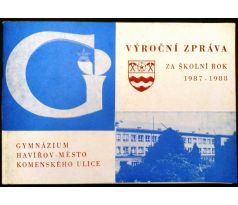 VÝROČNÍ ZPRÁVA
ZA ŠKOLNÍ ROK
1987 - 1988
G
GYMNÁZIUM
HAVÍŘOV-MĚSTO
KOMENSKÉHO ULICE